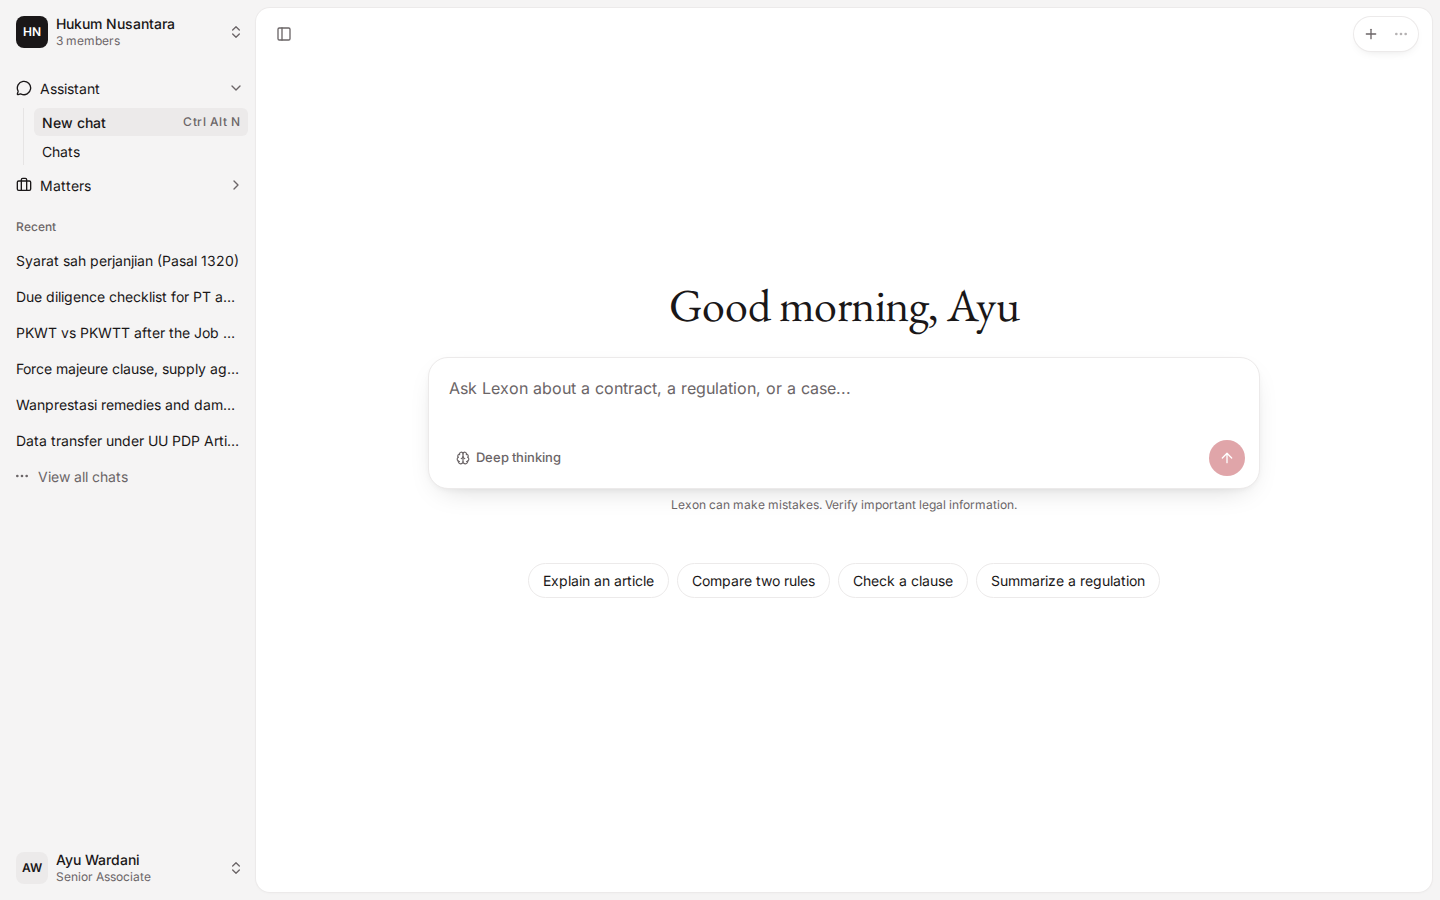 HN
Hukum Nusantara
3 members
Assistant
New chat
Ctrl Alt N
Chats
Matters
Recent
Syarat sah perjanjian (Pasal 1320)
Due diligence checklist for PT a...
PKWT vs PKWTT after the Job ...
Force majeure clause, supply ag...
Wanprestasi remedies and dam...
Data transfer under UU PDP Arti...
View all chats
AW
Ayu Wardani
Senior Associate
Good morning, Ayu
Ask Lexon about a contract, a regulation, or a case...
Deep thinking
Lexon can make mistakes. Verify important legal information.
Explain an article
Compare two rules
Check a clause
Summarize a regulation